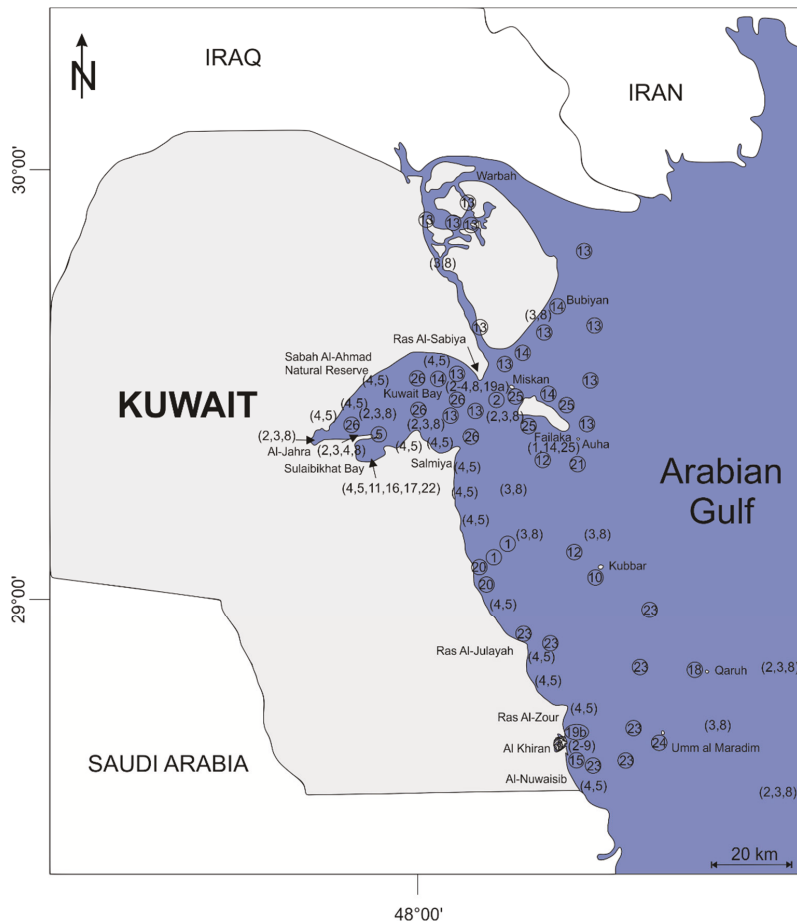 IRAQ
N
IRAN
30°00'
Warbah
13
13
13
13
(3,8)
13
14
Bubiyan
(3,8)
13
13
13
Ras Al-Sabiya
14
13
Sabah Al-Ahmad
Natural Reserve
(4,5)
13
26
14
(4,5)
(2-4,8,19a)
Miskan
13
14
KUWAIT
Kuwait Bay
26
2
25
25
(4,5)
26
13
13
(4,5)
(2,3,8)
(2,3,8)
(2,3,8)
26
25
13
5
26
Failaka
Auha
(2,3,8)
Al-Jahra
(2,3,4,8)
(4,5)
(4,5)
(1,14,25)
Sulaibikhat Bay
Salmiya
(4,5)
12
21
(4,5,11,16,17,22)
(4,5)
(3,8)
Arabian
Gulf
(4,5)
(3,8)
(3,8)
1
1
12
20
Kubbar
10
20
29°00'
(4,5)
23
23
23
Ras Al-Julayah
(4,5)
23
18
Qaruh
(2,3,8)
(4,5)
(4,5)
Ras Al-Zour
19b
23
(3,8)
Al Khiran
(2-9)
24
Umm al Maradim
SAUDI ARABIA
15
23
23
Al-Nuwaisib
(4,5)
(2,3,8)
20 km
48°00'